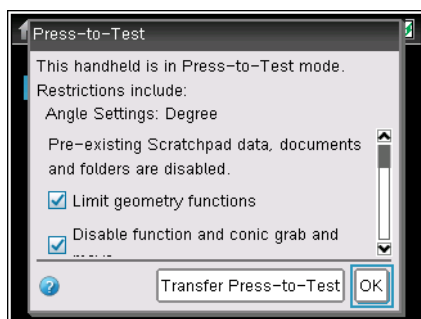 Press-to-Test
This handheld is in Press-to-Test mode.
Restrictions include:
Angle Settings: Degree
Pre-existing Scratchpad data, documents
and folders are disabled.
Limit geometry functions
Disable function and conic grab and
Transfer Press-to-Test
OK